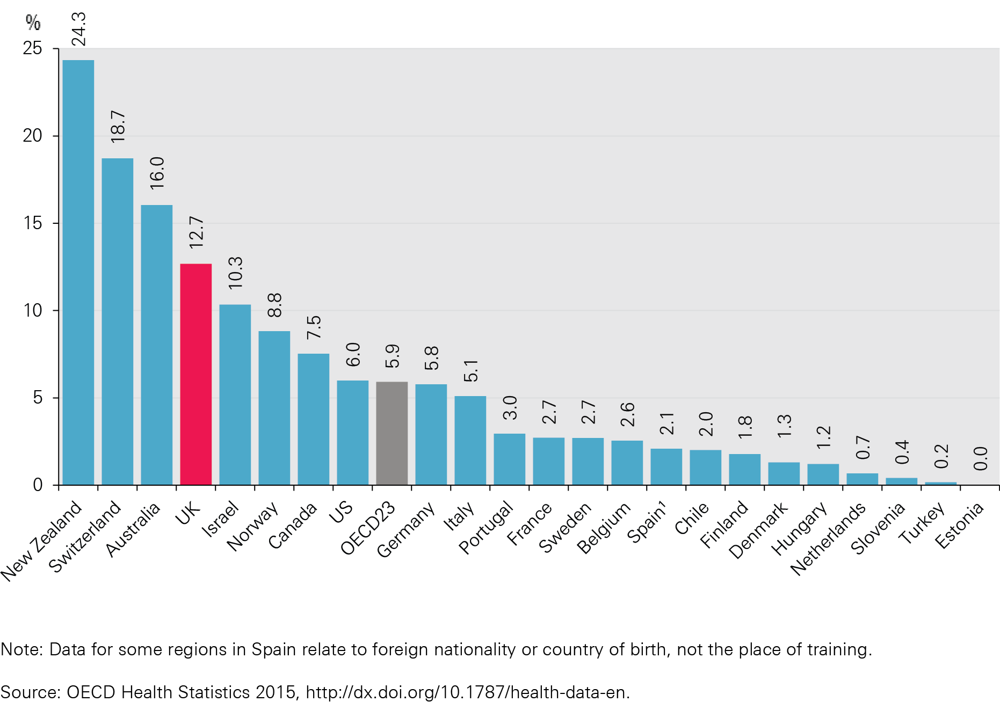 %
25
20
15
10
5
0
24.3
18.7
16.0
12.7
10.3
8.8
7.5
6.0
5.9
5.8
5.1
3.0
2.7
2.7
2.6
2.1
2.0
1.8
1.3
1.2
0.7
0.4
0.2
0.0
New Zealand
Switzerland
Australia
UK
Israel
Norway
Canada
US
OECD23
Germany
Italy
Portugal
France
Sweden
Belgium
Spain¹
Chile
Finland
Denmark
Hungary
Netherlands
Slovenia
Turkey
Estonia
Note: Data for some regions in Spain relate to foreign nationality or country of birth, not the place of training.
Source: OECD Health Statistics 2015, http://dx.doi.org/10.1787/health-data-en.